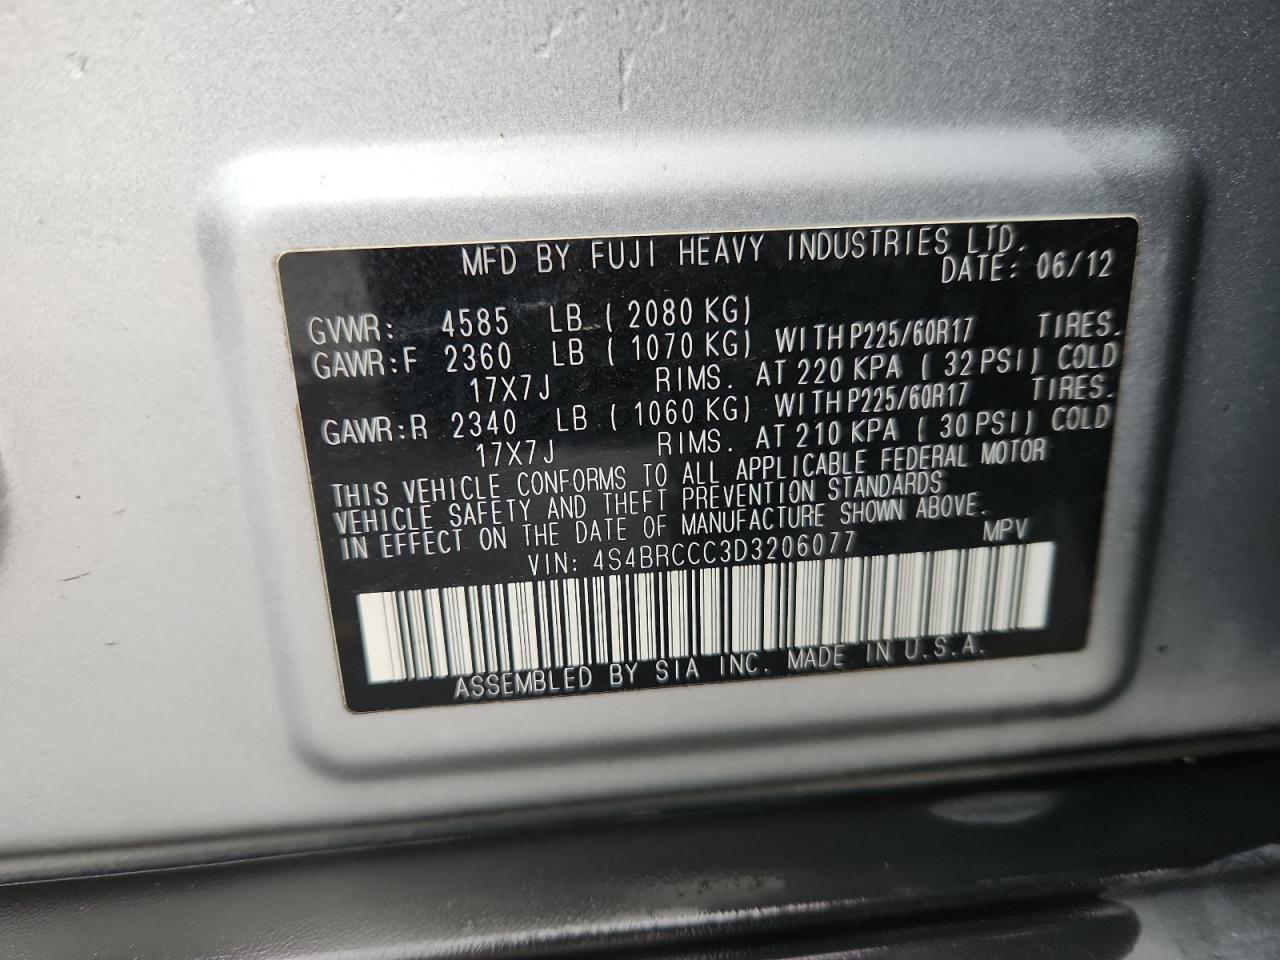 MFD BY FUJI HEAVY INDUSTRIES LTD.
DATE: 06/12
GVWR: 4585 LB ( 2080 KG)
GAWR:F 2360 LB ( 1070 KG) WITH P225/60R17 TIRES.
17X7J RIMS. AT 220 KPA ( 32 PSI) COLD
GAWR:R 2340 LB ( 1060 KG) WITH P225/60R17 TIRES.
17X7J RIMS. AT 210 KPA ( 30 PSI) COLD
THIS VEHICLE CONFORMS TO ALL APPLICABLE FEDERAL MOTOR
VEHICLE SAFETY AND THEFT PREVENTION STANDARDS
IN EFFECT ON THE DATE OF MANUFACTURE SHOWN ABOVE.
VIN: 4S4BRCCC3D3206077 MPV
ASSEMBLED BY SIA INC. MADE IN U.S.A.